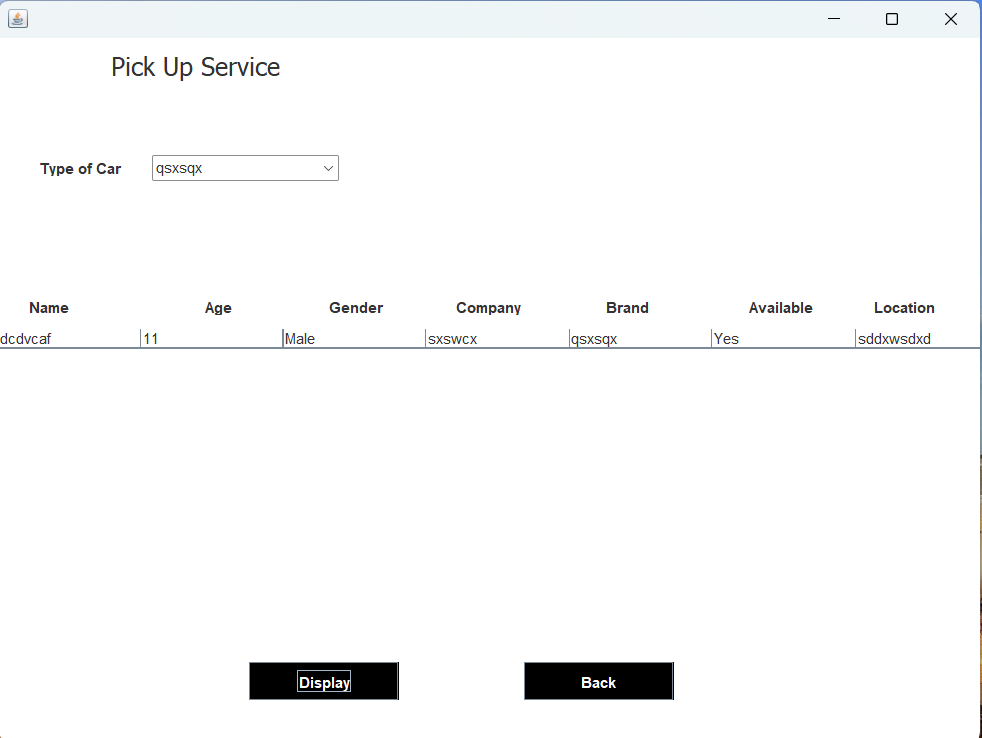 Pick Up Service
Type of Car qsxsqx
Name Age Gender Company Brand Available Location
dcdvcaf 11 Male sxswcx qsxsqx Yes sddxwsdxd
Display Back